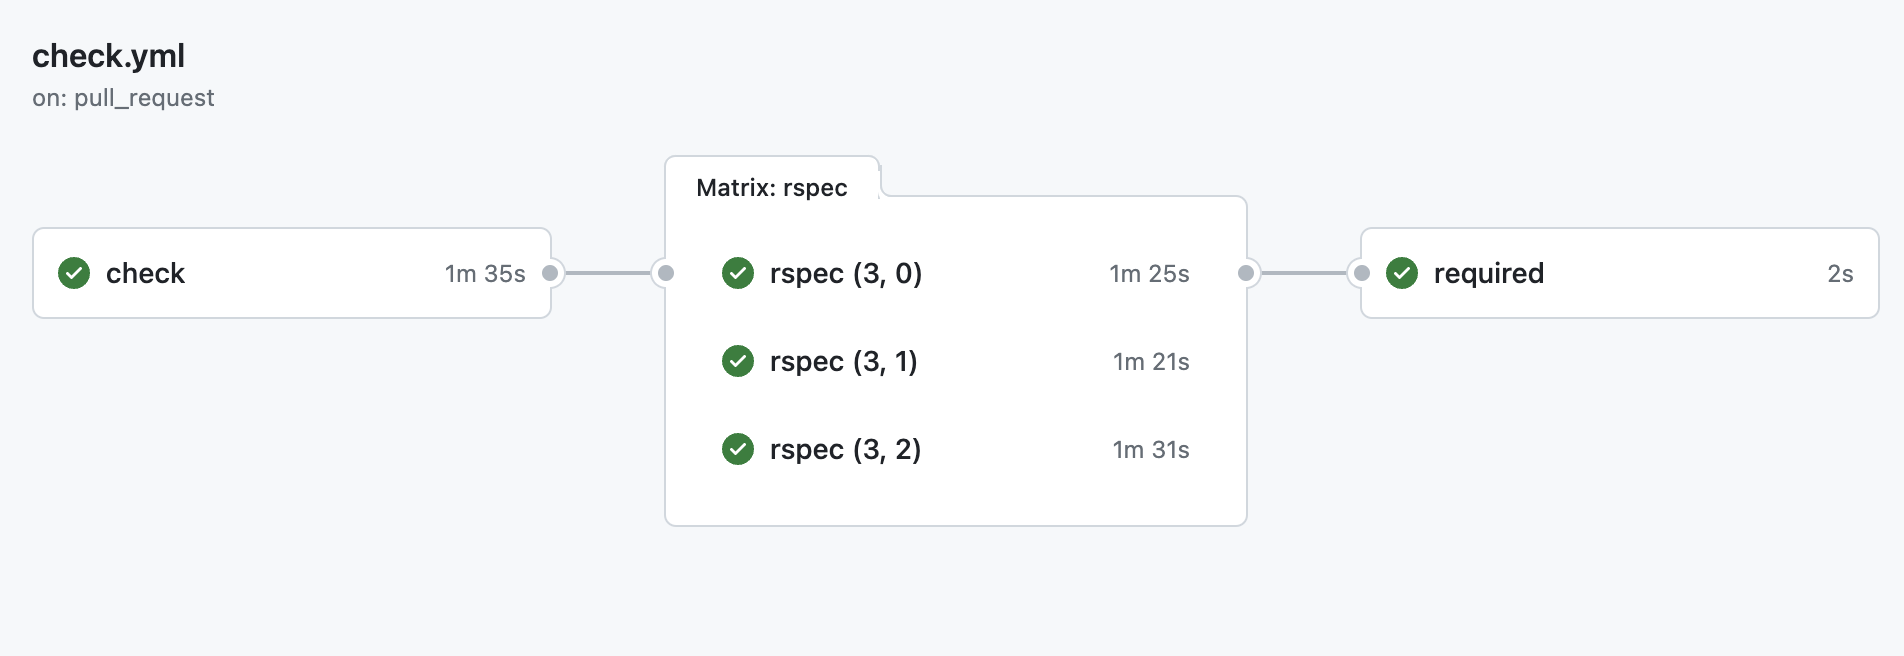 check.yml
on: pull_request
Matrix: rspec
check 1m 35s
rspec (3, 0) 1m 25s
rspec (3, 1) 1m 21s
rspec (3, 2) 1m 31s
required 2s